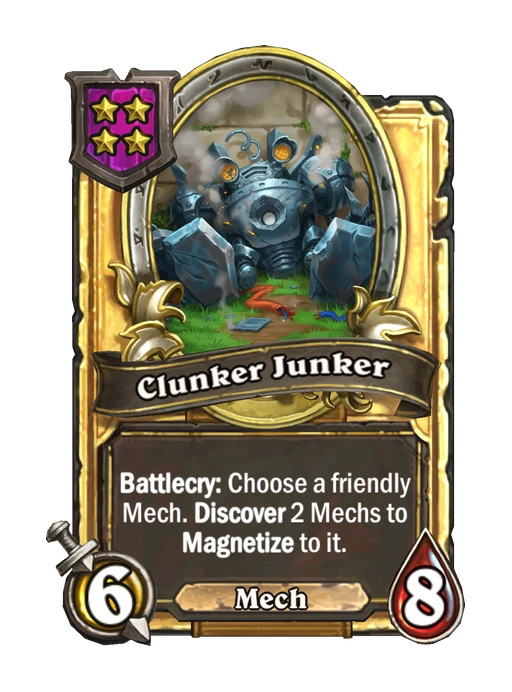 Clunker Junker
Battlecry: Choose a friendly
Mech. Discover 2 Mechs to
Magnetize to it.
6
Mech
8